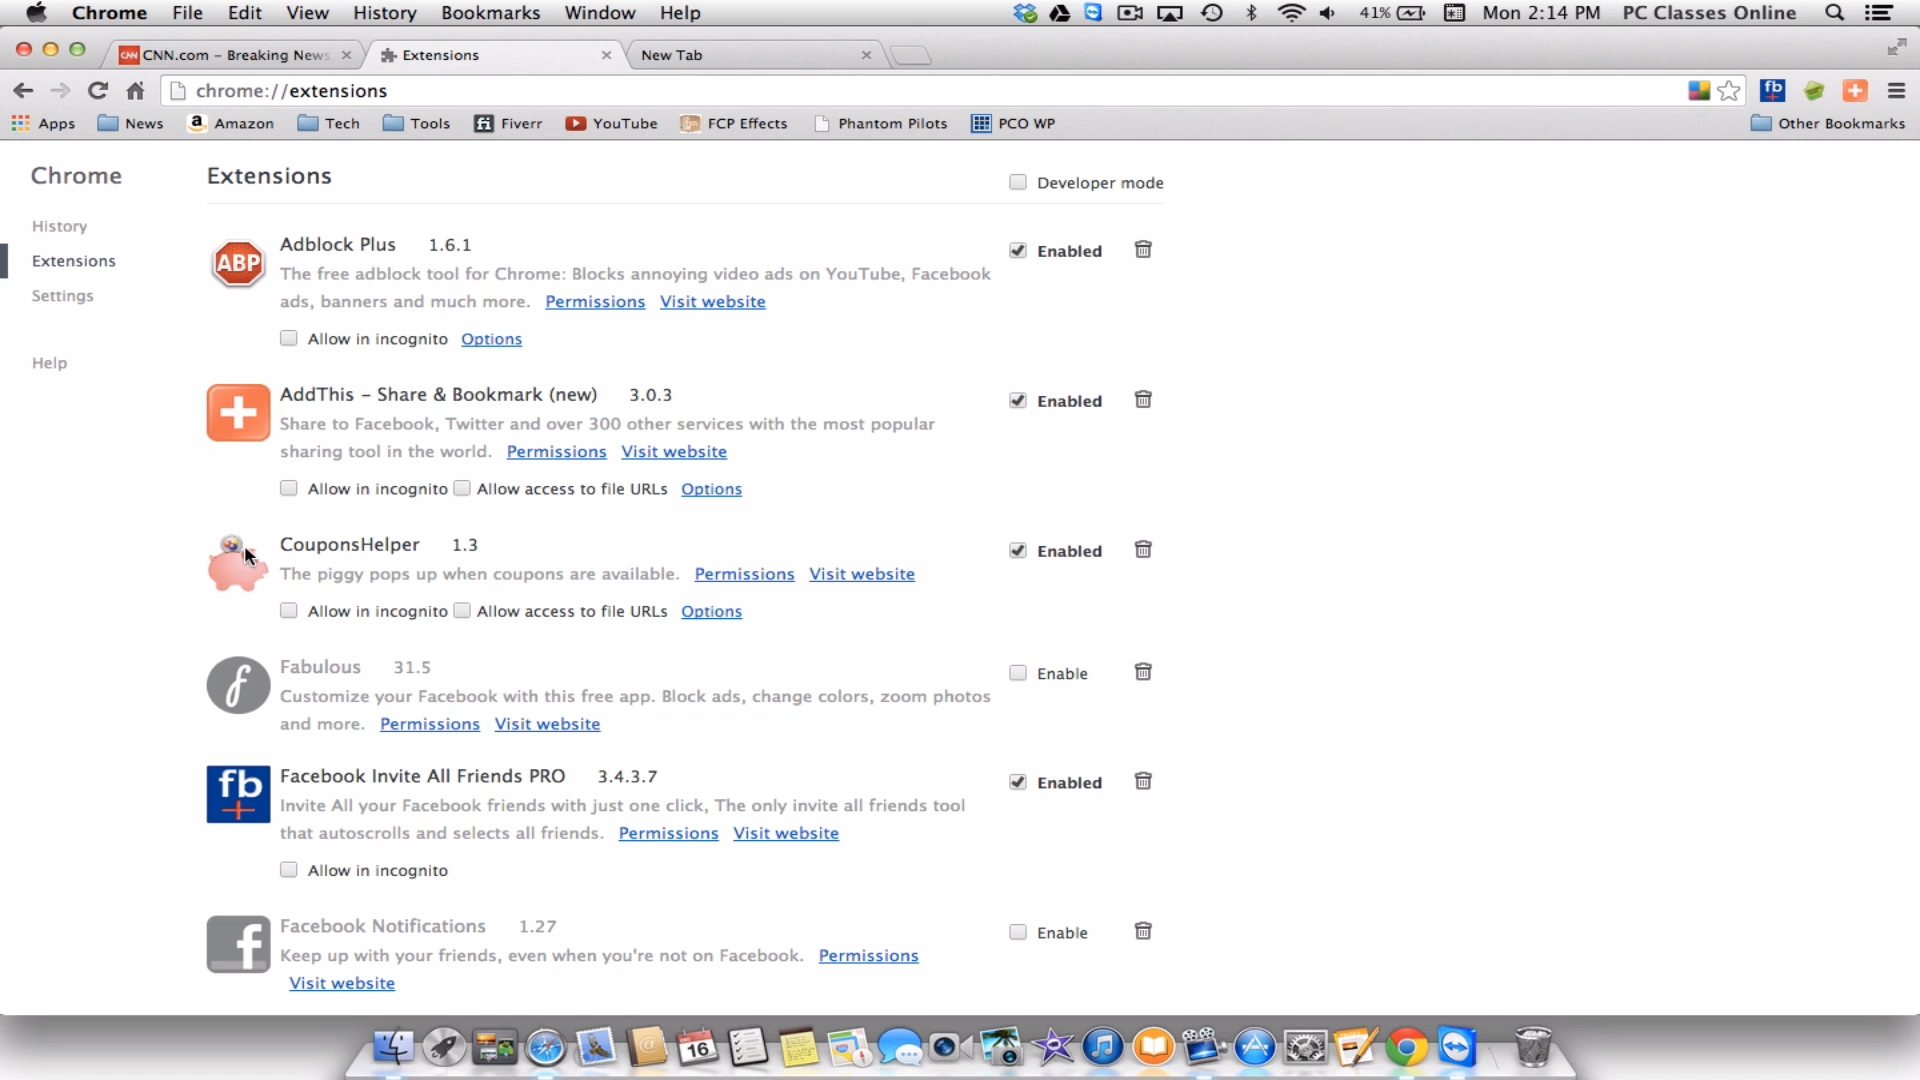 Chrome File Edit View History Bookmarks Window Help 41% Mon 2:14 PM PC Classes Online
CNN CNN.com – Breaking News Extensions New Tab
chrome://extensions fb
Apps News Amazon Tech Tools Fiverr YouTube FCP Effects Phantom Pilots PCO WP Other Bookmarks
Chrome
History
Extensions
Settings
Help
Extensions Developer mode
ABP
Adblock Plus 1.6.1
The free adblock tool for Chrome: Blocks annoying video ads on YouTube, Facebook
ads, banners and much more. Permissions Visit website
Allow in incognito Options
Enabled
AddThis – Share & Bookmark (new) 3.0.3
Share to Facebook, Twitter and over 300 other services with the most popular
sharing tool in the world. Permissions Visit website
Allow in incognito Allow access to file URLs Options
Enabled
CouponsHelper 1.3
The piggy pops up when coupons are available. Permissions Visit website
Allow in incognito Allow access to file URLs Options
Enabled
f
Fabulous 31.5
Customize your Facebook with this free app. Block ads, change colors, zoom photos
and more. Permissions Visit website
Enable
fb
Facebook Invite All Friends PRO 3.4.3.7
Invite All your Facebook friends with just one click, The only invite all friends tool
that autoscrolls and selects all friends. Permissions Visit website
Allow in incognito
Enabled
f
Facebook Notifications 1.27
Keep up with your friends, even when you're not on Facebook. Permissions
Visit website
Enable
16